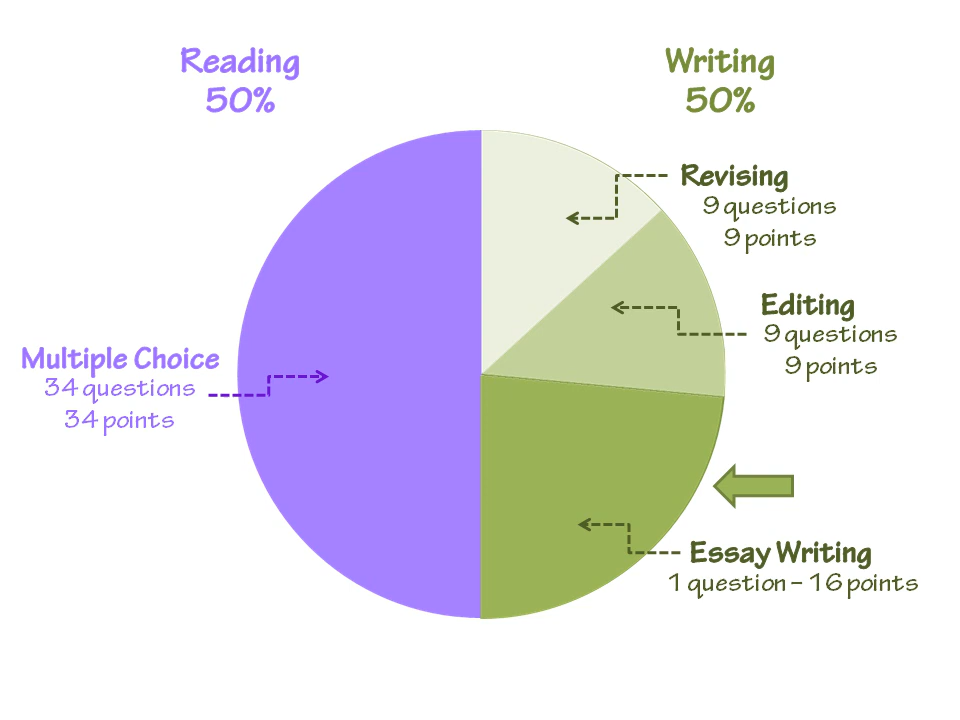 Reading
50%
Writing
50%
Revising
9 questions
9 points
Editing
9 questions
9 points
Multiple Choice
34 questions
34 points
Essay Writing
1 question – 16 points